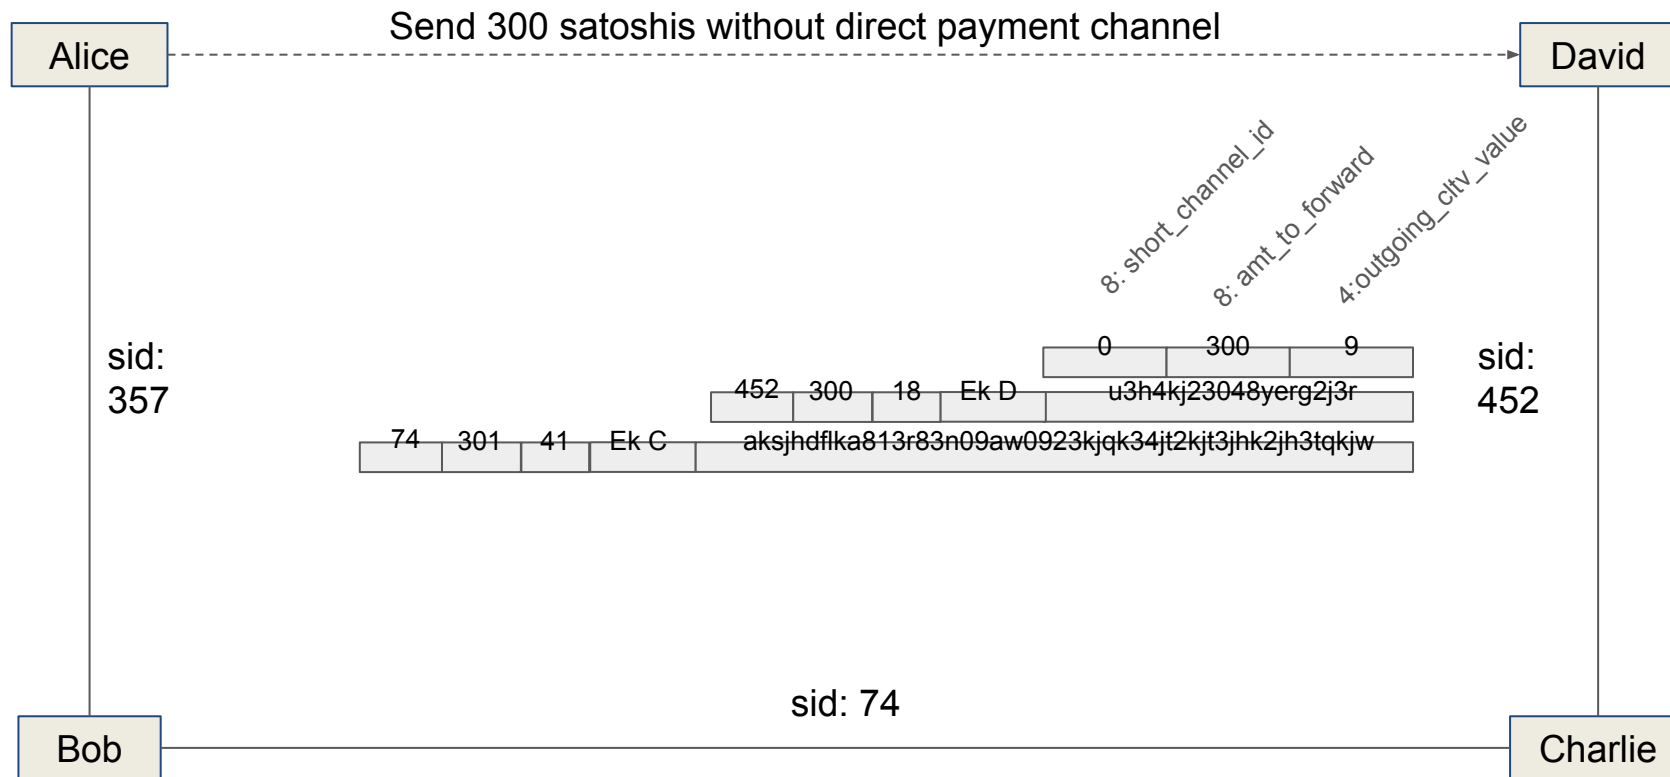 Send 300 satoshis without direct payment channel
Alice
David
8: short_channel_id
8: amt_to_forward
4:outgoing_cltv_value
0 300 9
sid:
357
sid:
452
452 300 18 Ek D u3h4kj23048yerg2j3r
74 301 41 Ek C aksjhdflka813r83n09aw0923kjqk34jt2kjt3jhk2jh3tqkjw
sid: 74
Bob
Charlie